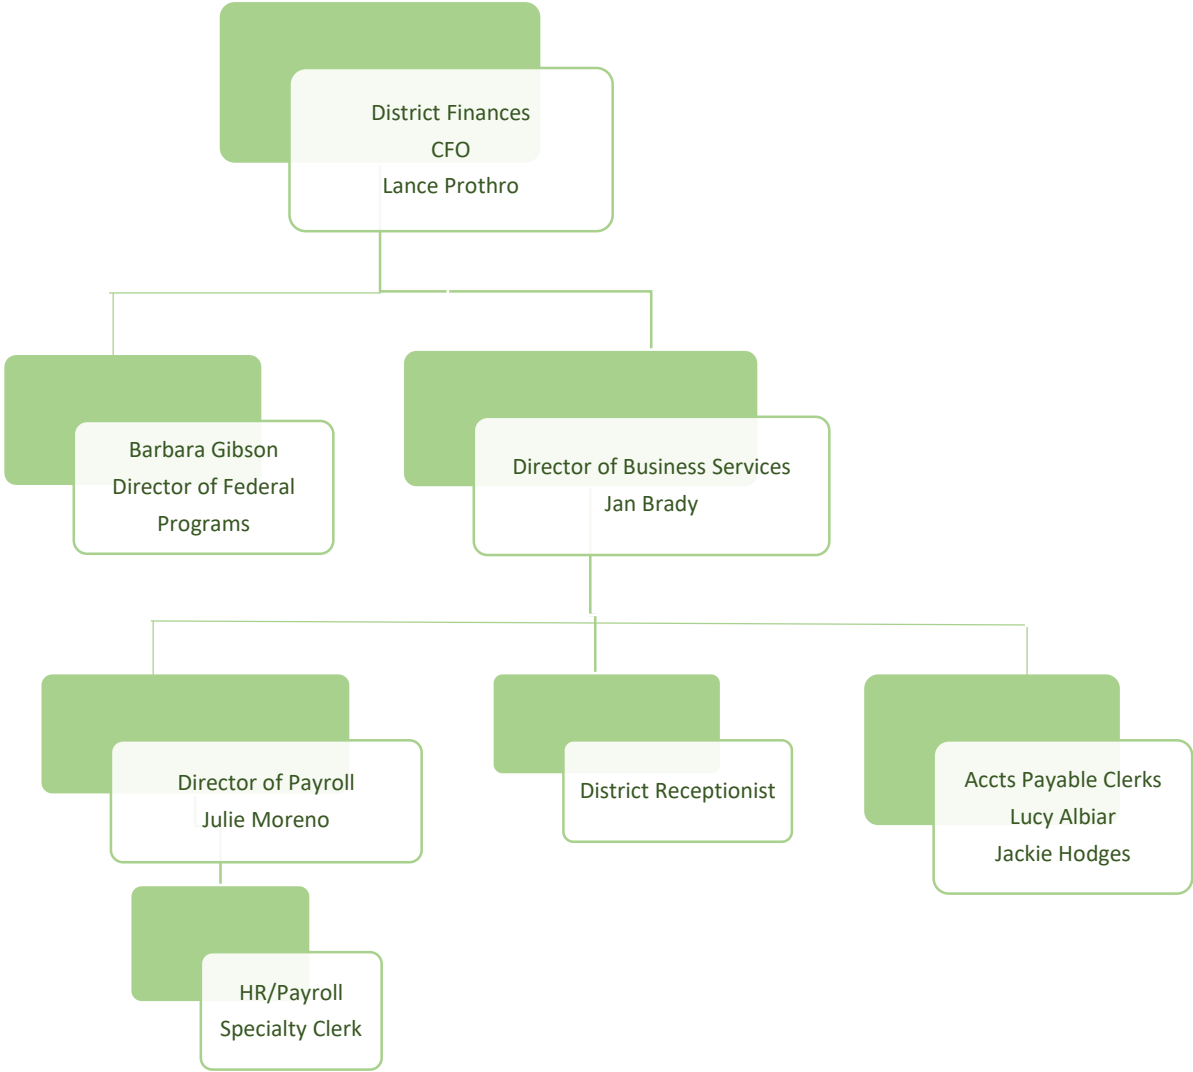 District Finances
CFO
Lance Prothro
Barbara Gibson
Director of Federal
Programs
Director of Business Services
Jan Brady
Director of Payroll
Julie Moreno
District Receptionist
Accts Payable Clerks
Lucy Albiar
Jackie Hodges
HR/Payroll
Specialty Clerk